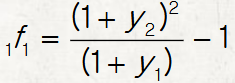 ₁f₁ = (1 + y₂)² / (1 + y₁) − 1